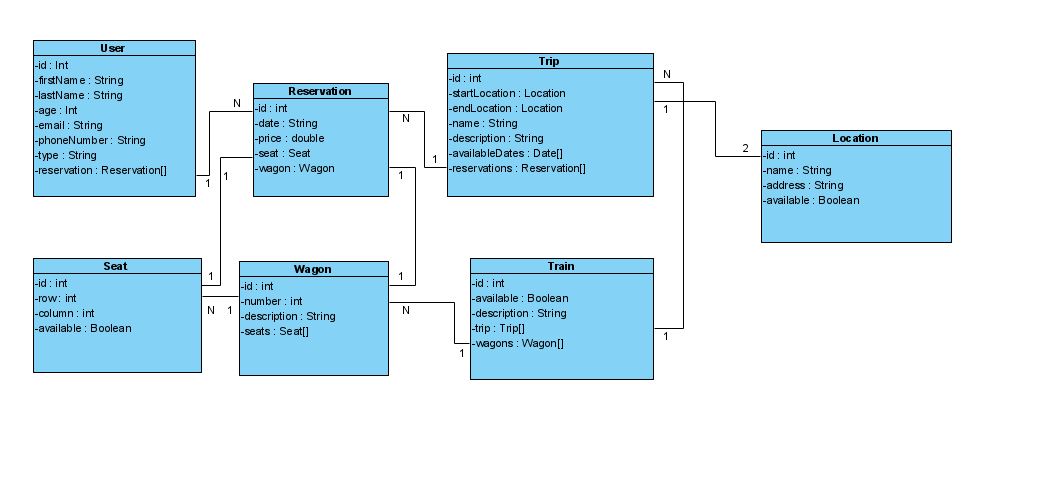 User
-id : Int
-firstName : String
-lastName : String
-age : Int
-email : String
-phoneNumber : String
-type : String
-reservation : Reservation[]
N
1
Reservation
-id : int
-date : String
-price : double
-seat : Seat
-wagon : Wagon
1
N
1
1
Trip
-id : int
-startLocation : Location
-endLocation : Location
-name : String
-description : String
-availableDates : Date[]
-reservations : Reservation[]
N
1
2
Location
-id : int
-name : String
-address : String
-available : Boolean
Seat
-id : int
-row : int
-column : int
-available : Boolean
1
N
1
Wagon
-id : int
-number : int
-description : String
-seats : Seat[]
1
N
1
Train
-id : int
-available : Boolean
-description : String
-trip : Trip[]
-wagons : Wagon[]
1